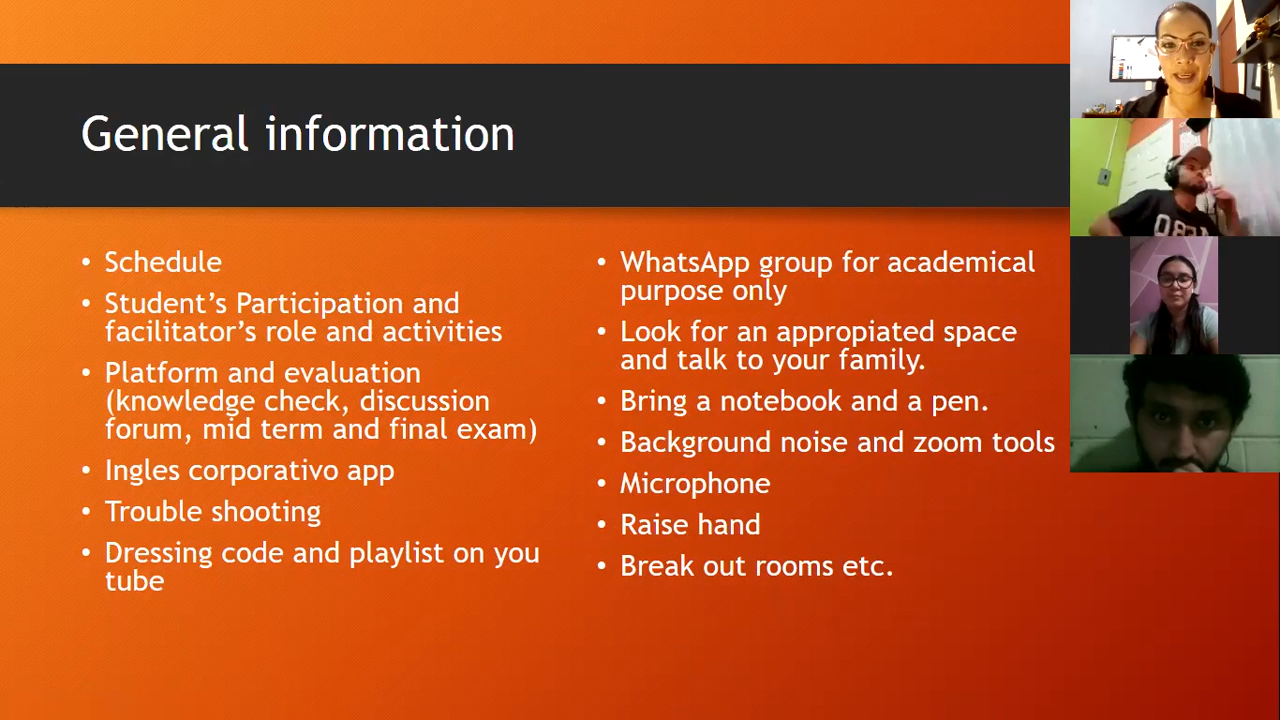 General information
• Schedule
• Student’s Participation and
facilitator’s role and activities
• Platform and evaluation
(knowledge check, discussion
forum, mid term and final exam)
• Ingles corporativo app
• Trouble shooting
• Dressing code and playlist on you
tube
• WhatsApp group for academical
purpose only
• Look for an appropiated space
and talk to your family.
• Bring a notebook and a pen.
• Background noise and zoom tools
• Microphone
• Raise hand
• Break out rooms etc.